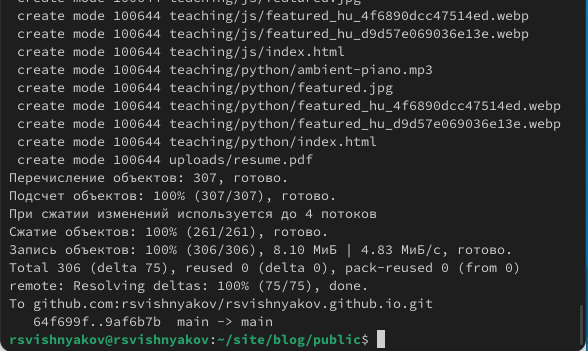 create mode 100644 teaching/js/featured.jpg
create mode 100644 teaching/js/featured_hu_4f6890dcc47514ed.webp
create mode 100644 teaching/js/featured_hu_d9d57e069036e13e.webp
create mode 100644 teaching/js/index.html
create mode 100644 teaching/python/ambient-piano.mp3
create mode 100644 teaching/python/featured.jpg
create mode 100644 teaching/python/featured_hu_4f6890dcc47514ed.webp
create mode 100644 teaching/python/featured_hu_d9d57e069036e13e.webp
create mode 100644 teaching/python/index.html
create mode 100644 uploads/resume.pdf
Перечисление объектов: 307, готово.
Подсчет объектов: 100% (307/307), готово.
При сжатии изменений используется до 4 потоков
Сжатие объектов: 100% (261/261), готово.
Запись объектов: 100% (306/306), 8.10 МиБ | 4.83 МиБ/с, готово.
Total 306 (delta 75), reused 0 (delta 0), pack-reused 0 (from 0)
remote: Resolving deltas: 100% (75/75), done.
To github.com:rsvishnyakov/rsvishnyakov.github.io.git
64f699f..9af6b7b main -> main
rsvishnyakov@rsvishnyakov:~/site/blog/public$